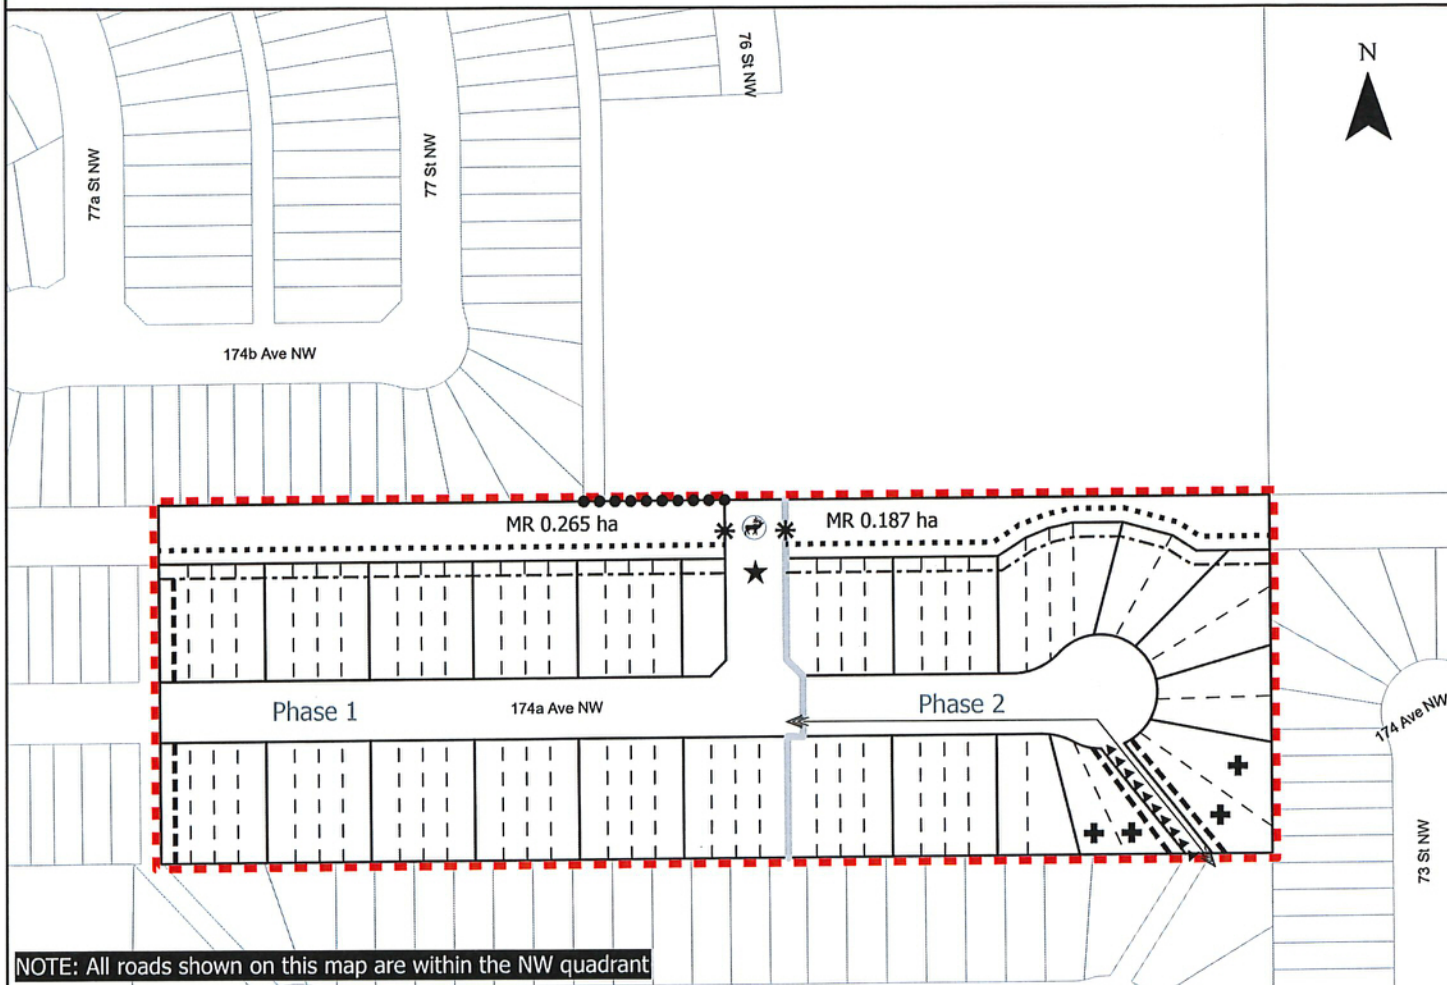 76 St NW
N
77a St NW
77 St NW
174b Ave NW
MR 0.265 ha
MR 0.187 ha
Phase 1
174a Ave NW
Phase 2
174 Ave NW
73 St NW
NOTE: All roads shown on this map are within the NW quadrant